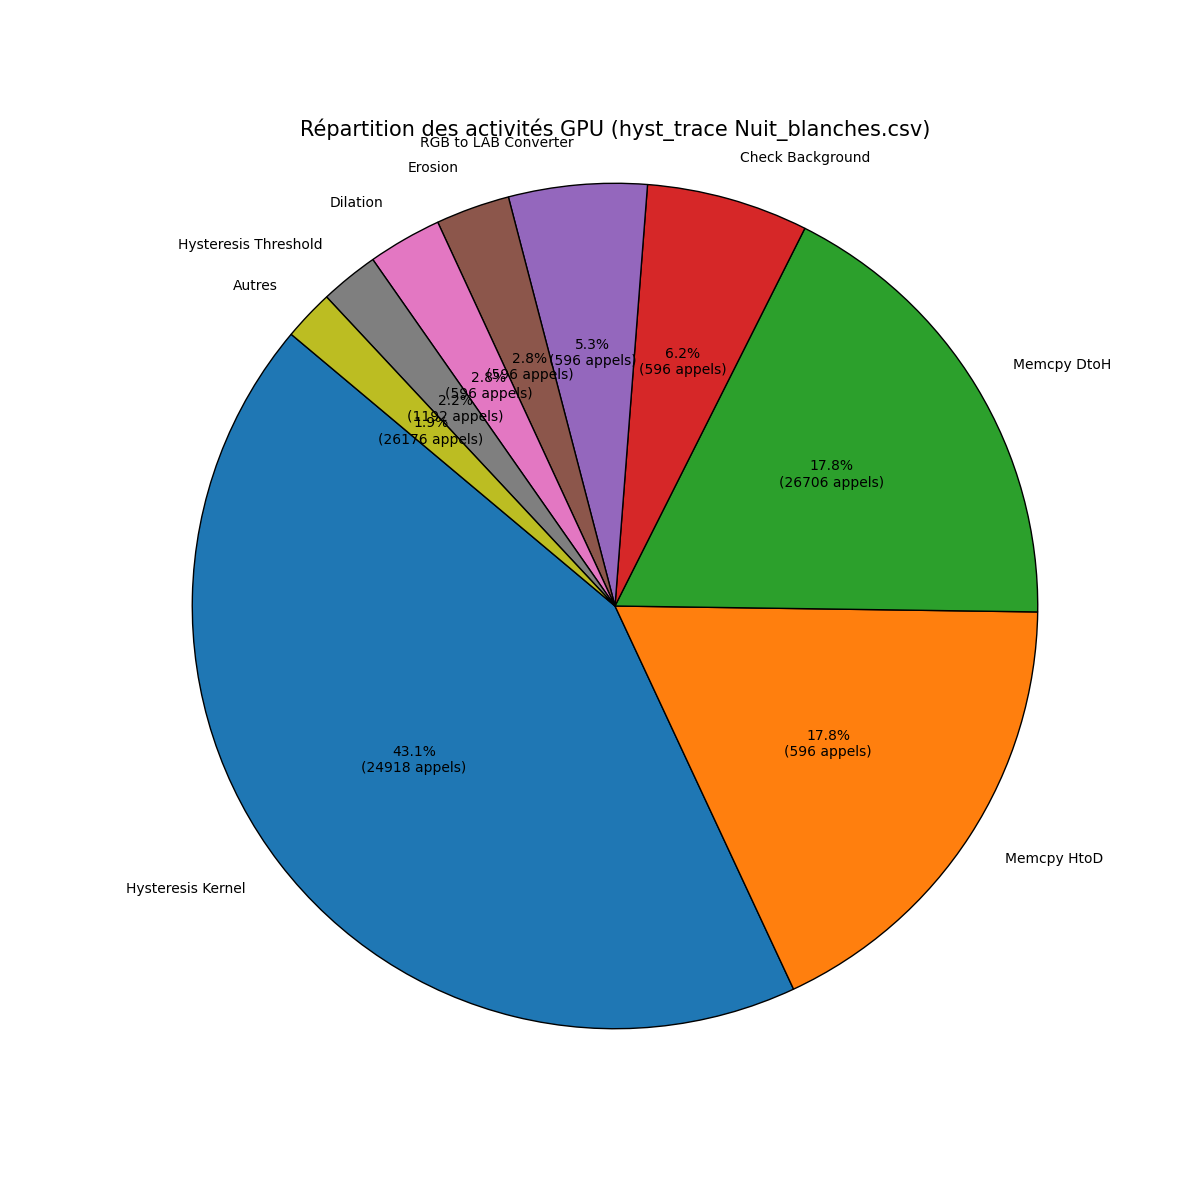 Répartition des activités GPU (hyst_trace Nuit_blanches.csv)
RGB to LAB Converter
Check Background
Erosion
Dilation
Hysteresis Threshold
Autres
Memcpy DtoH
5.3%
(596 appels)
6.2%
(596 appels)
2.8%
(596 appels)
2.8%
(596 appels)
2.2%
(1192 appels)
1.9%
(26176 appels)
17.8%
(26706 appels)
17.8%
(596 appels)
43.1%
(24918 appels)
Memcpy HtoD
Hysteresis Kernel